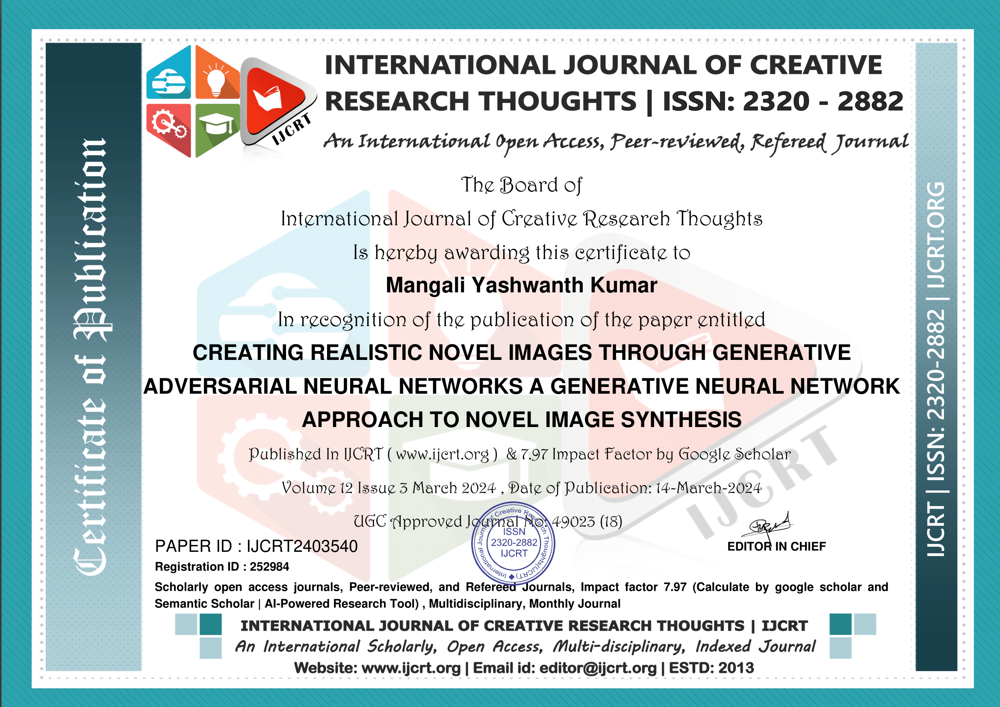 Certificate of Publication
IJCRT
INTERNATIONAL JOURNAL OF CREATIVE
RESEARCH THOUGHTS | ISSN: 2320 - 2882
An International Open Access, Peer-reviewed, Refereed Journal
The Board of
International Journal of Creative Research Thoughts
Is hereby awarding this certificate to
Mangali Yashwanth Kumar
In recognition of the publication of the paper entitled
CREATING REALISTIC NOVEL IMAGES THROUGH GENERATIVE
ADVERSARIAL NEURAL NETWORKS A GENERATIVE NEURAL NETWORK
APPROACH TO NOVEL IMAGE SYNTHESIS
Published In IJCRT ( www.ijcrt.org ) & 7.97 Impact Factor by Google Scholar
Volume 12 Issue 3 March 2024 , Date of Publication: 14-March-2024
UGC Approved Journal No: 49023 (18)
IJCRT
PAPER ID : IJCRT2403540
Registration ID : 252984
International Journal of Creative Research Thoughts(IJCRT)
ISSN
2320-2882
IJCRT
EDITOR IN CHIEF
Scholarly open access journals, Peer-reviewed, and Refereed Journals, Impact factor 7.97 (Calculate by google scholar and
Semantic Scholar | AI-Powered Research Tool) , Multidisciplinary, Monthly Journal
INTERNATIONAL JOURNAL OF CREATIVE RESEARCH THOUGHTS | IJCRT
An International Scholarly, Open Access, Multi-disciplinary, Indexed Journal
Website: www.ijcrt.org | Email id: editor@ijcrt.org | ESTD: 2013
IJCRT | ISSN: 2320-2882 | IJCRT.ORG